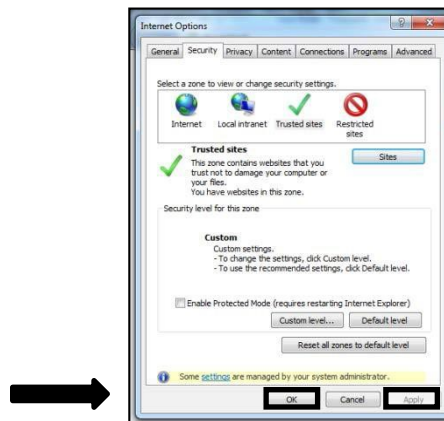 Internet Options
General Security Privacy Content Connections Programs Advanced
Select a zone to view or change security settings.
Internet Local intranet Trusted sites Restricted sites
Trusted sites
Sites
This zone contains websites that you
trust not to damage your computer or
your files.
You have websites in this zone.
Security level for this zone
Custom
Custom settings.
- To change the settings, click Custom level.
- To use the recommended settings, click Default level.
Enable Protected Mode (requires restarting Internet Explorer)
Custom level... Default level
Reset all zones to default level
Some settings are managed by your system administrator.
OK Cancel Apply